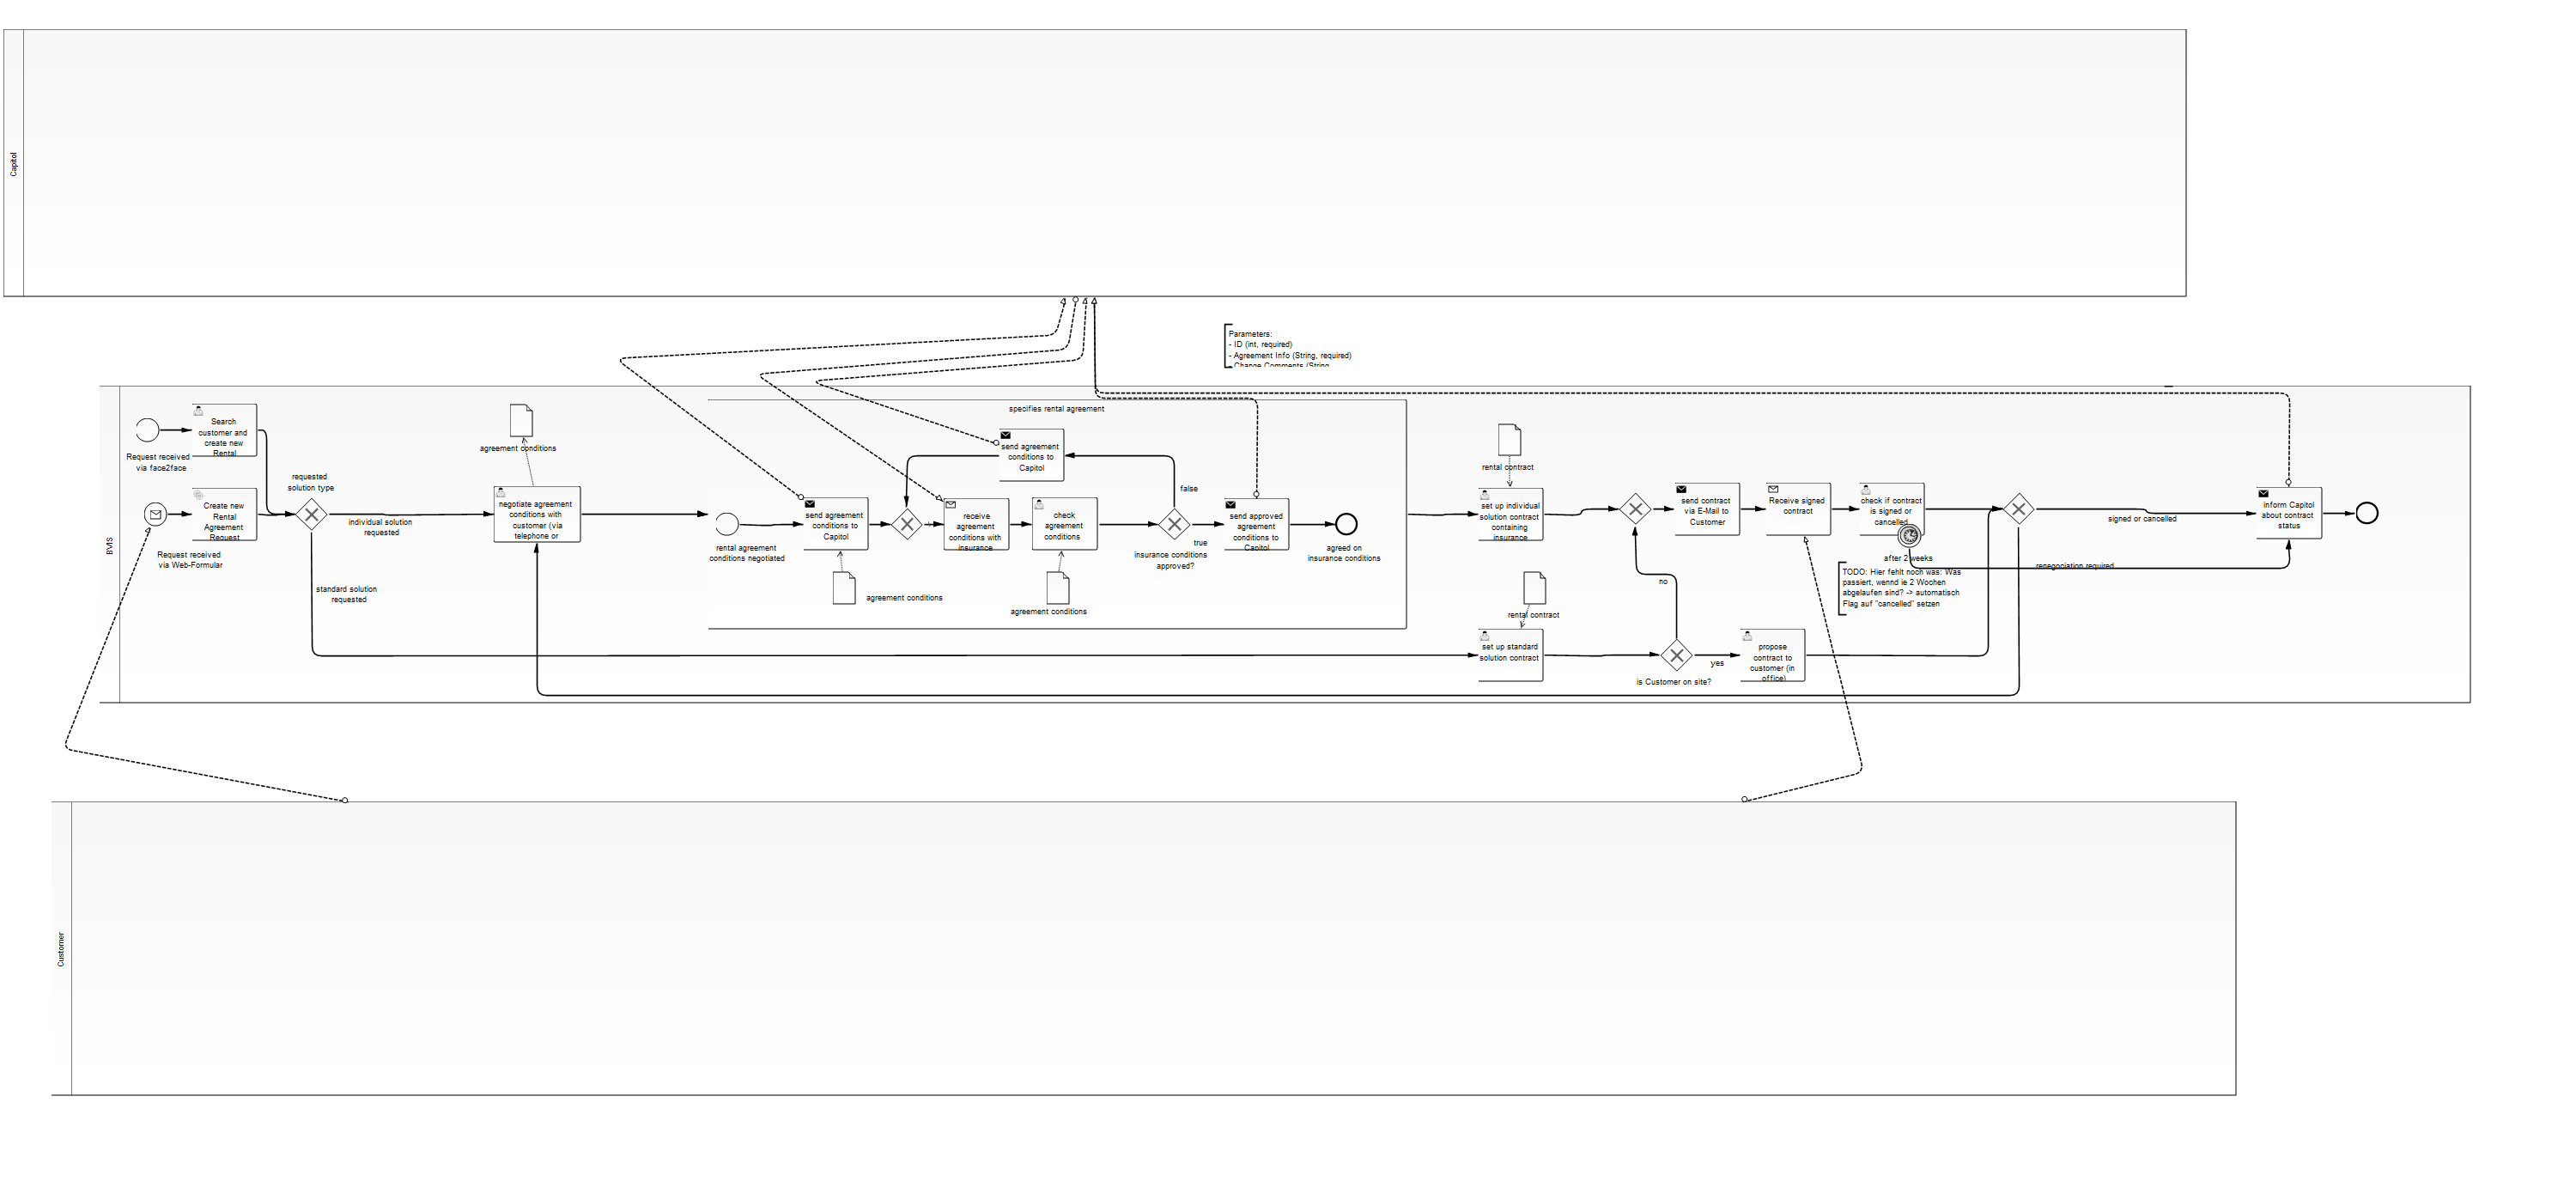 Capitol
Parameters:
- ID (int, required)
- Agreement Info (String, required)
- Change Comments (String
BVIS
Request received
via face2face
Search
customer and
create new
Rental
Request received
via Web-Formular
Create new
Rental
Agreement
Request
requested
solution type
individual solution
requested
standard solution
requested
agreement conditions
negotiate agreement
conditions with
customer (via
telephone or
specifies rental agreement
rental agreement
conditions negotiated
send agreement
conditions to
Capitol
agreement conditions
send agreement
conditions to
Capitol
receive
agreement
conditions with
insurance
check
agreement
conditions
agreement conditions
false
true
insurance conditions
approved?
send approved
agreement
conditions to
Capitol
agreed on
insurance conditions
rental contract
set up individual
solution contract
containing
insurance
rental contract
set up standard
solution contract
no
yes
is Customer on site?
send contract
via E-Mail to
Customer
Receive signed
contract
check if contract
is signed or
cancelled
after 2 weeks
TODO: Hier fehlt noch was: Was
passiert, wennd ie 2 Wochen
abgelaufen sind? -> automatisch
Flag auf "cancelled" setzen
propose
contract to
customer (in
office)
signed or cancelled
renegociation required
inform Capitol
about contract
status
Customer